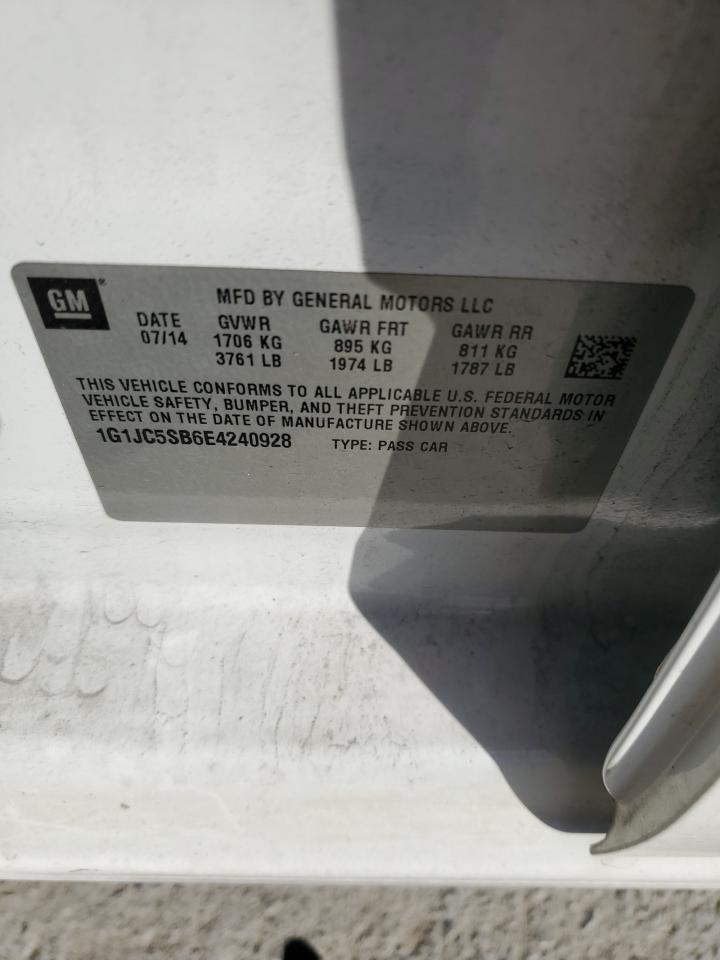 GM
MFD BY GENERAL MOTORS LLC
DATE GVWR GAWR FRT GAWR RR
07/14 1706 KG 895 KG 811 KG
3761 LB 1974 LB 1787 LB
THIS VEHICLE CONFORMS TO ALL APPLICABLE U.S. FEDERAL MOTOR
VEHICLE SAFETY, BUMPER, AND THEFT PREVENTION STANDARDS IN
EFFECT ON THE DATE OF MANUFACTURE SHOWN ABOVE.
1G1JC5SB6E4240928 TYPE: PASS CAR